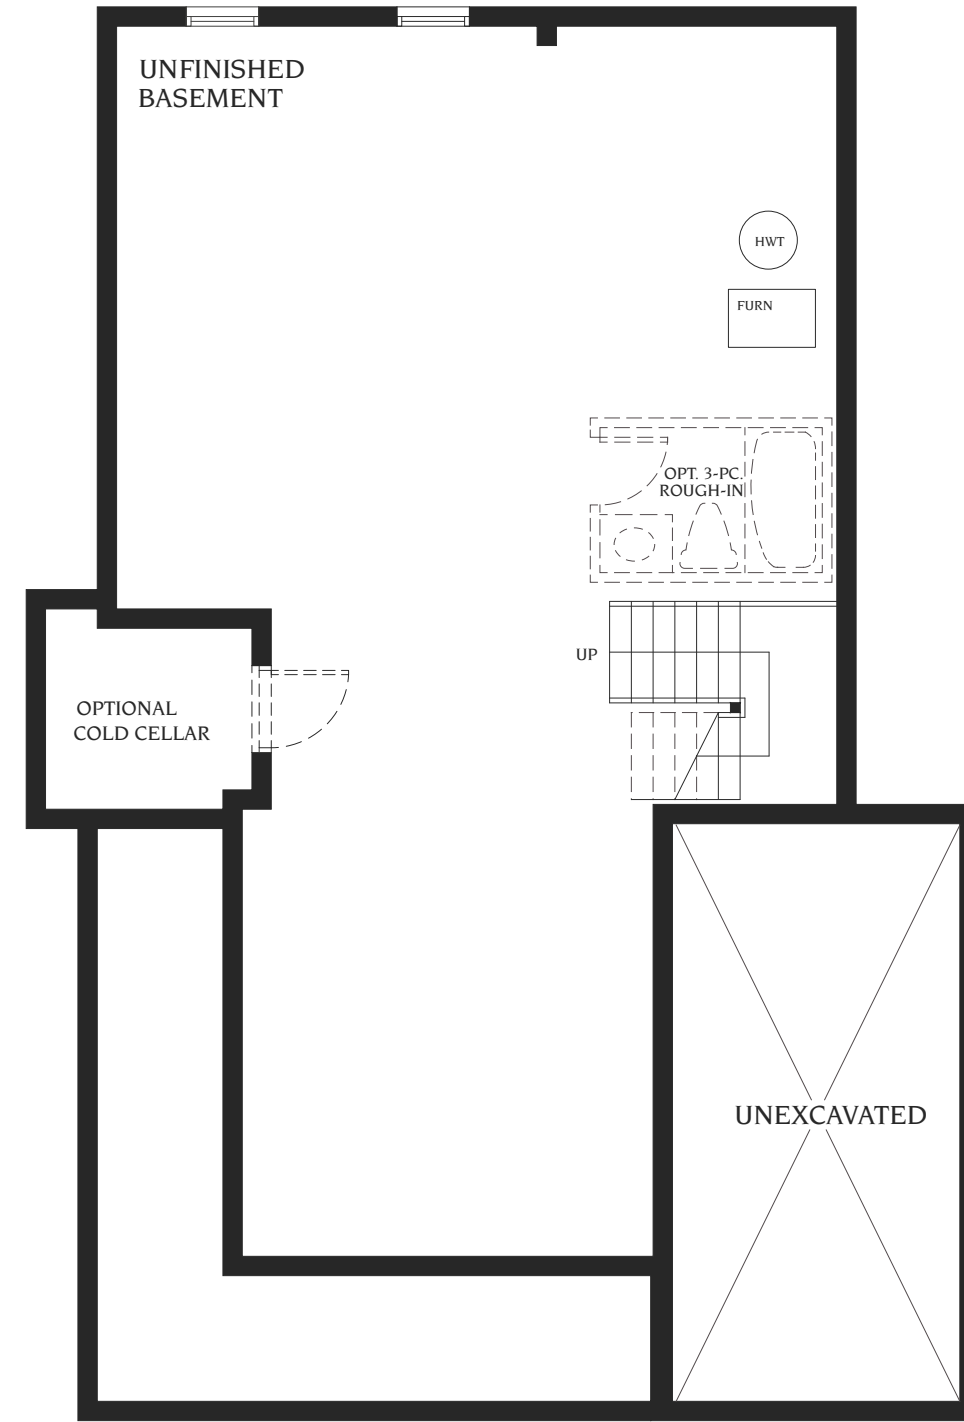 UNFINISHED
BASEMENT
HWT
FURN
OPT. 3-PC.
ROUGH-IN
UP
OPTIONAL
COLD CELLAR
UNEXCAVATED